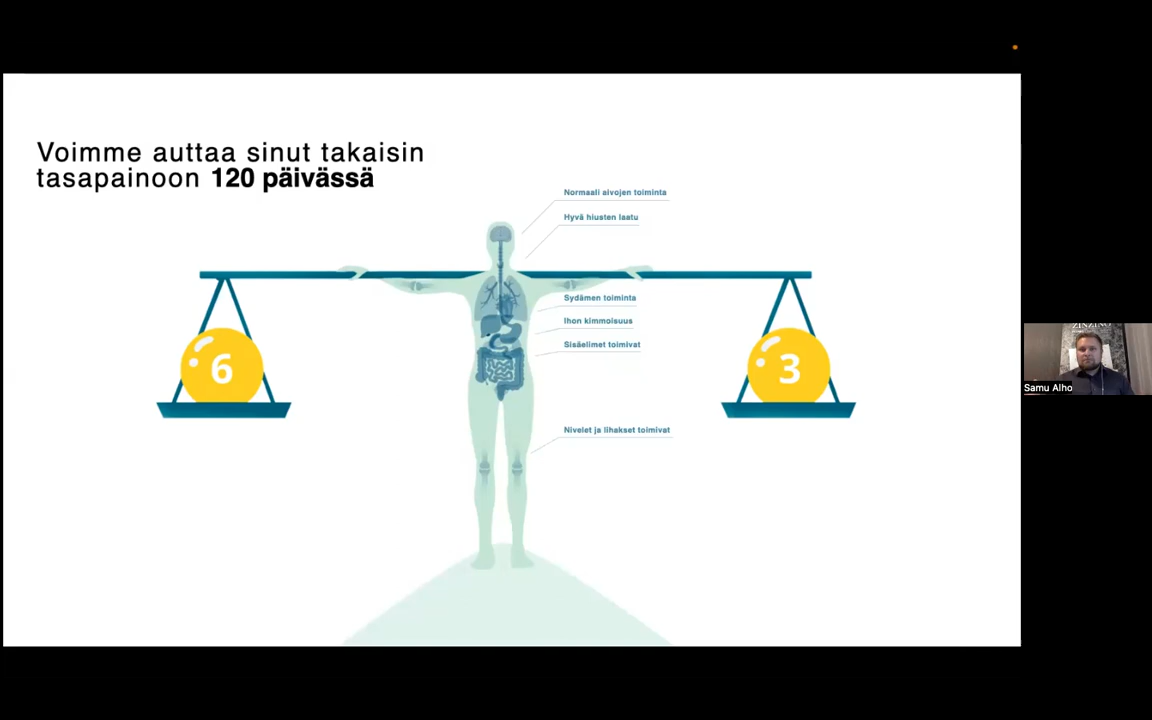 Voimme auttaa sinut takaisin
tasapainoon 120 päivässä
Normaali aivojen toiminta
Hyvä hiusten laatu
Sydämen toiminta
Ihon kimmoisuus
Sisäelimet toimivat
6
3
Nivelet ja lihakset toimivat
ZINZINO
Samu Alho